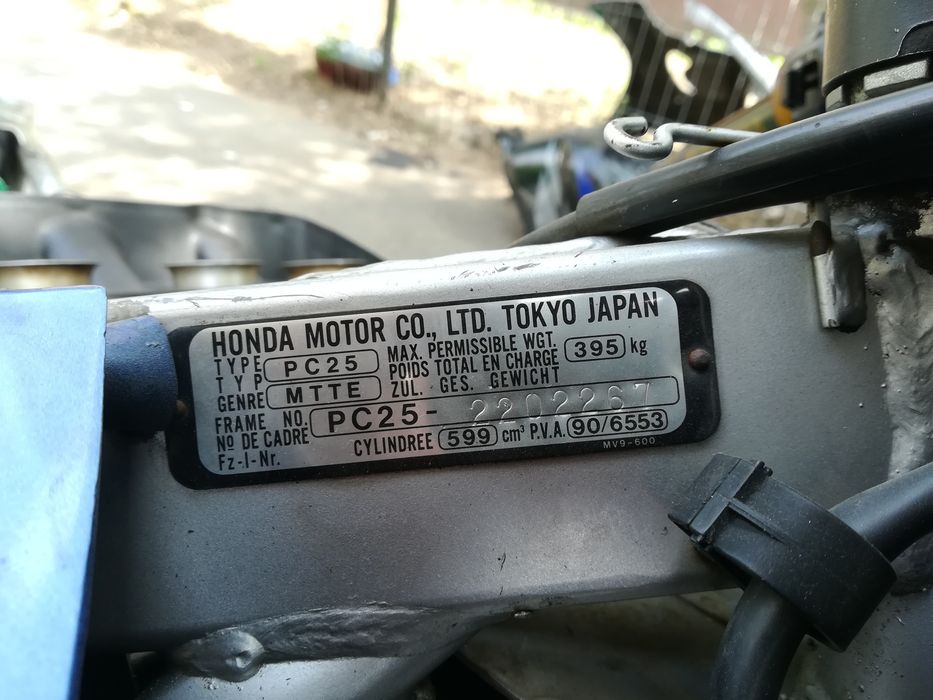 HONDA MOTOR CO., LTD. TOKYO JAPAN
TYPE PC25 MAX. PERMISSIBLE WGT. 395 kg
TYP POIDS TOTAL EN CHARGE
GENRE MTTE ZUL. GES. GEWICHT
FRAME NO. PC25-2202267
Nº DE CADRE
Fz-I-Nr. CYLINDREE 599 cm³ P.V.A. 90/6553
MV9-600